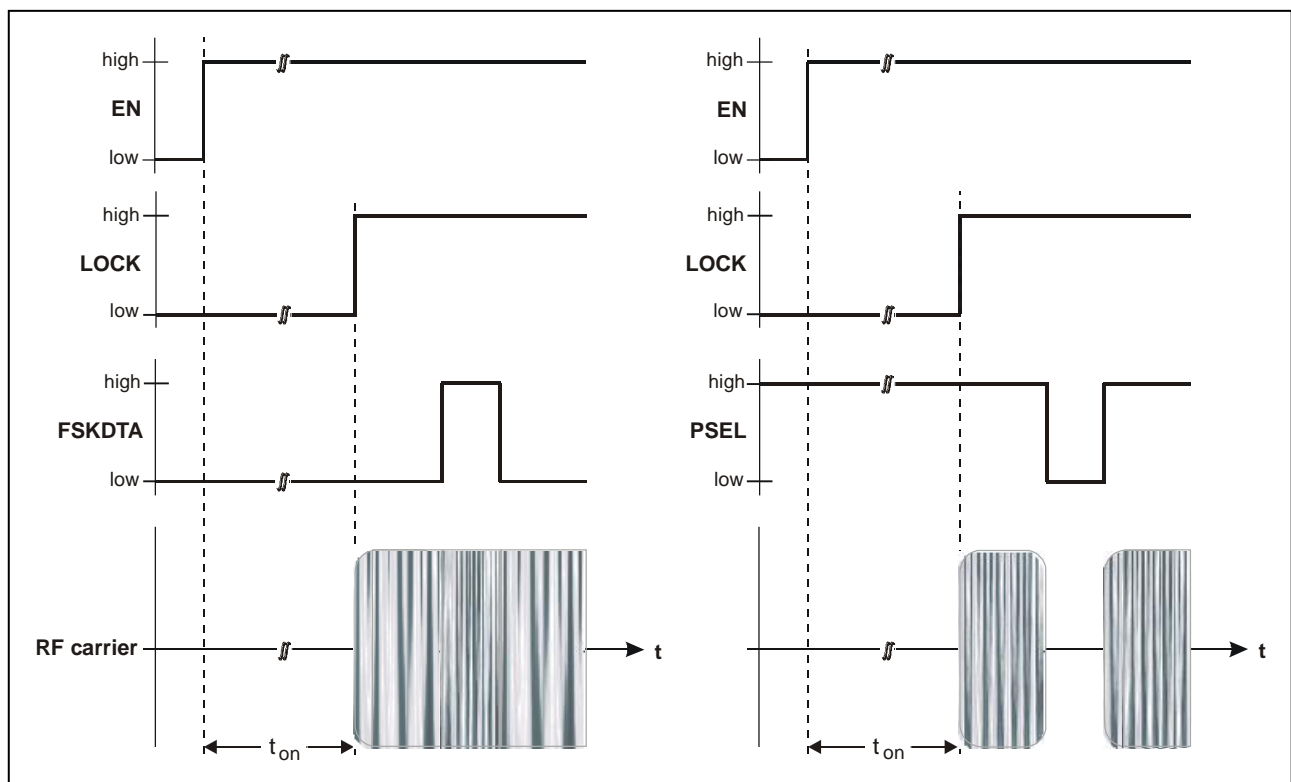 high
EN
low
high
LOCK
low
high
FSKDTA
low
RF carrier
t
t on
high
EN
low
high
LOCK
low
high
PSEL
low
t
t on